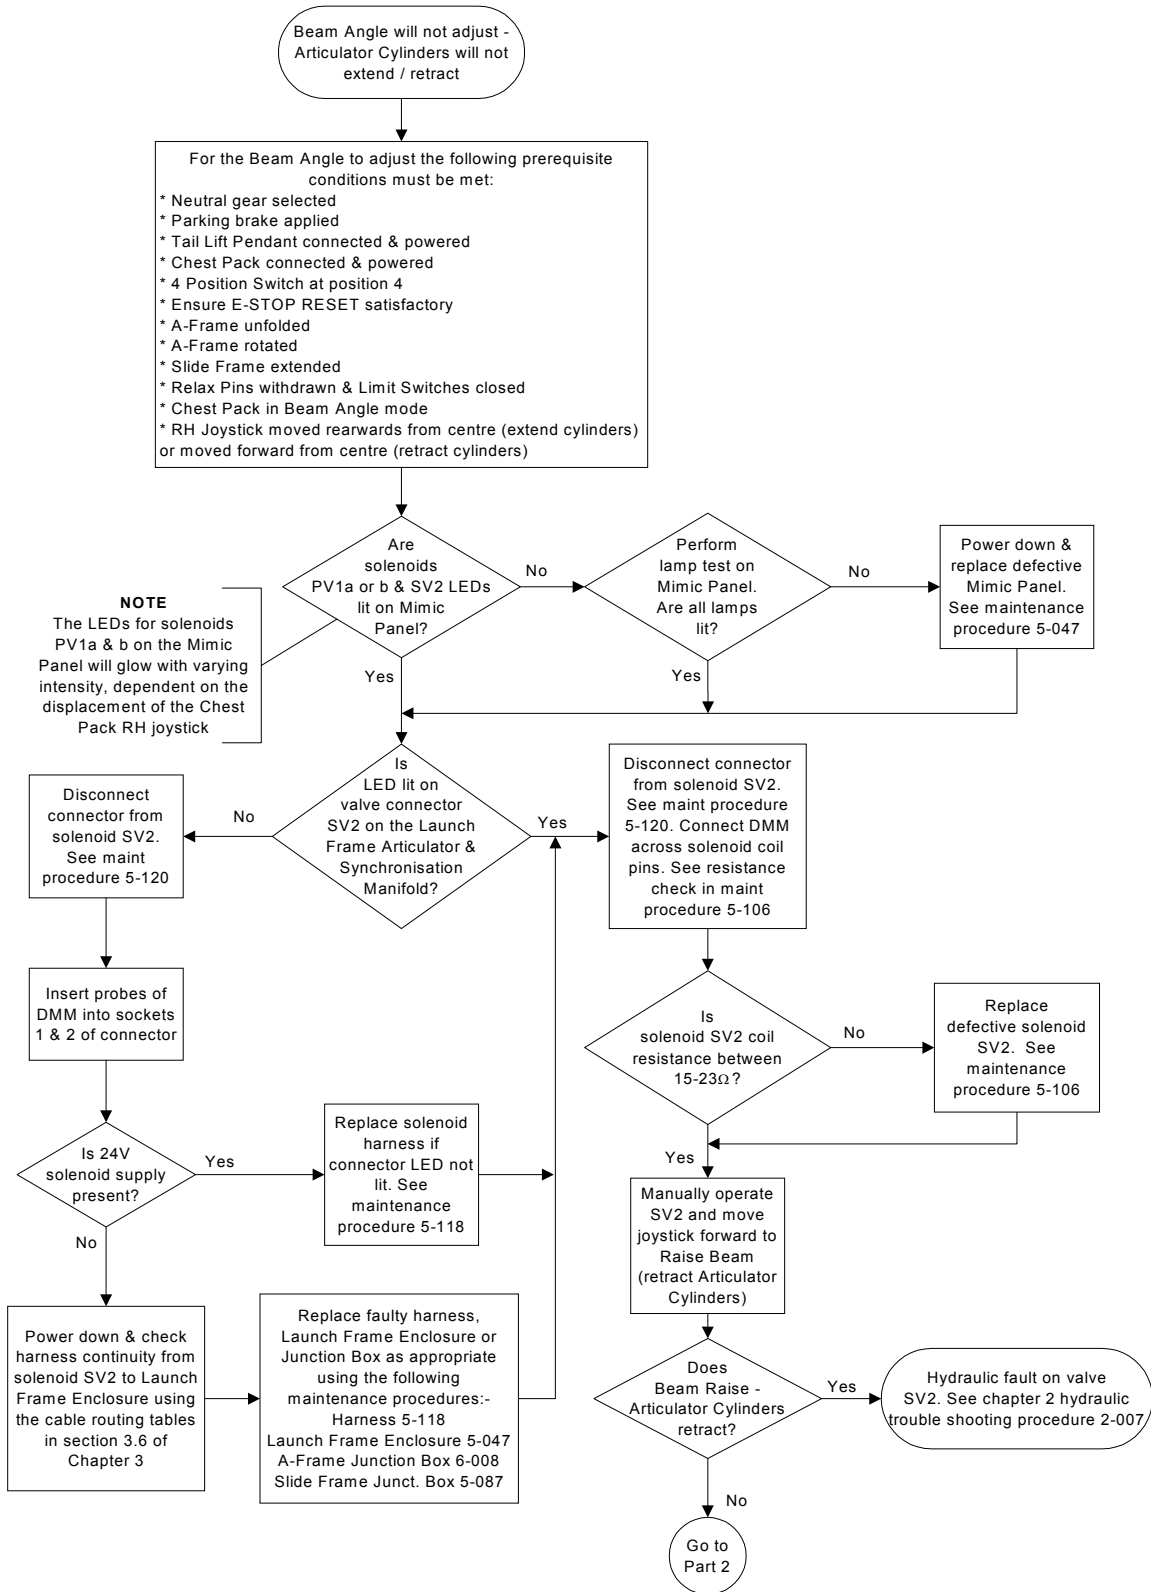 Beam Angle will not adjust -
Articulator Cylinders will not
extend / retract
For the Beam Angle to adjust the following prerequisite
conditions must be met:
* Neutral gear selected
* Parking brake applied
* Tail Lift Pendant connected & powered
* Chest Pack connected & powered
* 4 Position Switch at position 4
* Ensure E-STOP RESET satisfactory
* A-Frame unfolded
* A-Frame rotated
* Slide Frame extended
* Relax Pins withdrawn & Limit Switches closed
* Chest Pack in Beam Angle mode
* RH Joystick moved rearwards from centre (extend cylinders)
or moved forward from centre (retract cylinders)
Are
solenoids
PV1a or b & SV2 LEDs
lit on Mimic
Panel?
No
Perform
lamp test on
Mimic Panel.
Are all lamps
lit?
No
Power down &
replace defective
Mimic Panel.
See maintenance
procedure 5-047
NOTE
The LEDs for solenoids
PV1a & b on the Mimic
Panel will glow with varying
intensity, dependent on the
displacement of the Chest
Pack RH joystick
Yes
Yes
Is
LED lit on
valve connector
SV2 on the Launch
Frame Articulator &
Synchronisation
Manifold?
No
Yes
Disconnect
connector from
solenoid SV2.
See maint
procedure 5-120
Disconnect connector
from solenoid SV2.
See maint procedure
5-120. Connect DMM
across solenoid coil
pins. See resistance
check in maint
procedure 5-106
Insert probes of
DMM into sockets
1 & 2 of connector
Is
solenoid SV2 coil
resistance between
15-23Ω?
No
Replace
defective solenoid
SV2. See
maintenance
procedure 5-106
Is 24V
solenoid supply
present?
Yes
Replace solenoid
harness if
connector LED not
lit. See
maintenance
procedure 5-118
Yes
No
Manually operate
SV2 and move
joystick forward to
Raise Beam
(retract Articulator
Cylinders)
Power down & check
harness continuity from
solenoid SV2 to Launch
Frame Enclosure using
the cable routing tables
in section 3.6 of
Chapter 3
Replace faulty harness,
Launch Frame Enclosure or
Junction Box as appropriate
using the following
maintenance procedures:-
Harness 5-118
Launch Frame Enclosure 5-047
A-Frame Junction Box 6-008
Slide Frame Junct. Box 5-087
Does
Beam Raise -
Articulator Cylinders
retract?
Yes
Hydraulic fault on valve
SV2. See chapter 2 hydraulic
trouble shooting procedure 2-007
No
Go to
Part 2